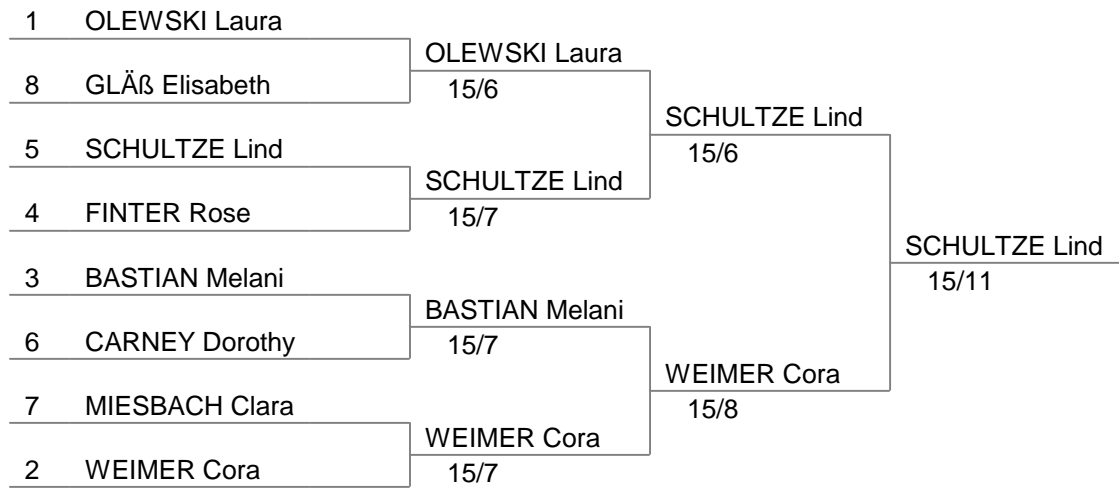 1 OLEWSKI Laura
OLEWSKI Laura
8 GLÄß Elisabeth
15/6
SCHULTZE Lind
5 SCHULTZE Lind
15/6
SCHULTZE Lind
4 FINTER Rose
15/7
SCHULTZE Lind
3 BASTIAN Melani
15/11
BASTIAN Melani
6 CARNEY Dorothy
15/7
WEIMER Cora
7 MIESBACH Clara
15/8
WEIMER Cora
2 WEIMER Cora
15/7